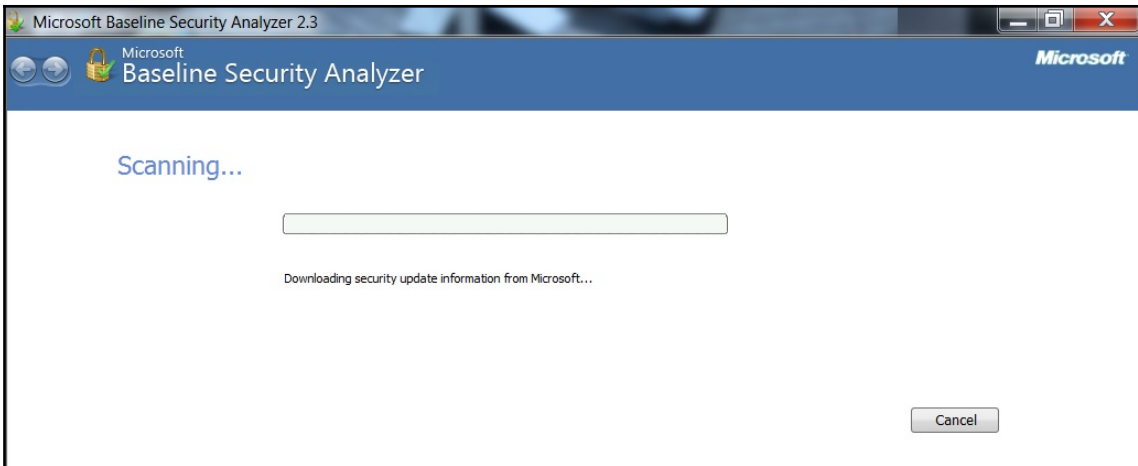 Microsoft Baseline Security Analyzer 2.3
Microsoft
Baseline Security Analyzer
Microsoft
Scanning...
Downloading security update information from Microsoft...
Cancel